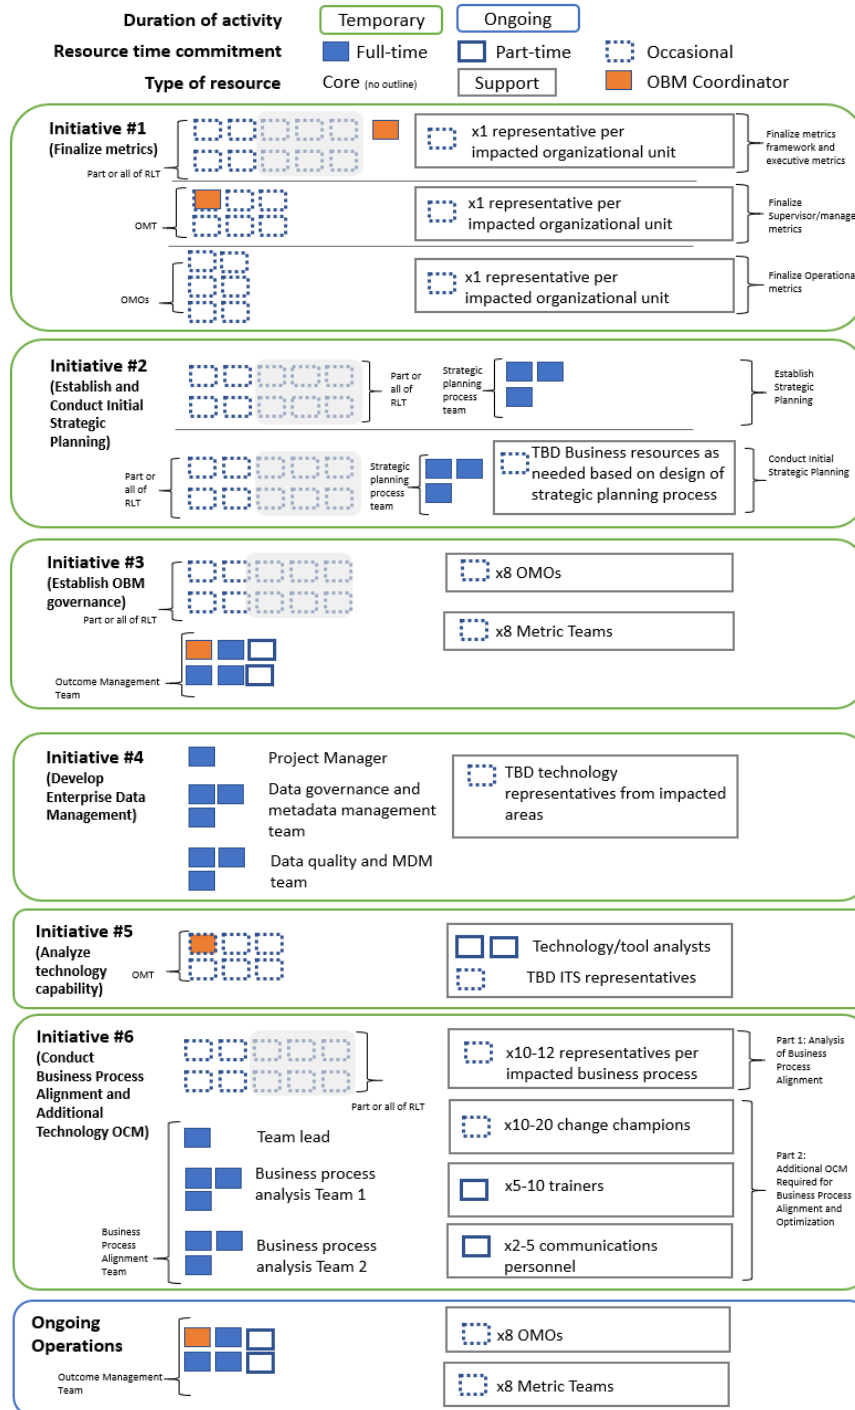 Duration of activity
Temporary
Ongoing
Resource time commitment
Full-time
Part-time
Occasional
Type of resource
Core (no outline)
Support
OBM Coordinator
Initiative #1
(Finalize metrics)
Part or all of RLT
x1 representative per
impacted organizational unit
Finalize metrics
framework and
executive metrics
OMT
x1 representative per
impacted organizational unit
Finalize
Supervisor/manage
metrics
OMOs
x1 representative per
impacted organizational unit
Finalize Operationa
metrics
Initiative #2
(Establish and
Conduct Initial
Strategic
Planning)
Part or
all of RLT
Strategic
planning
process
team
Establish
Strategic
Planning
Part or
all of
RLT
Strategic
planning
process
team
TBD Business resources as
needed based on design of
strategic planning process
Conduct Initial
Strategic Planning
Initiative #3
(Establish OBM
governance)
Part or all of RLT
x8 OMOs
x8 Metric Teams
Outcome Management
Team
Initiative #4
(Develop
Enterprise Data
Management)
Project Manager
Data governance and
metadata management
team
Data quality and MDM
team
TBD technology
representatives from impacted
areas
Initiative #5
(Analyze
technology
capability)
OMT
Technology/tool analysts
TBD ITS representatives
Initiative #6
(Conduct
Business Process
Alignment and
Additional
Technology OCM)
Part or all of RLT
x10-12 representatives per
impacted business process
Part 1: Analysis
of Business
Process
Alignment
Team lead
Business process
analysis Team 1
Business process
analysis Team 2
Business
Process
Alignment
Team
x10-20 change champions
x5-10 trainers
x2-5 communications
personnel
Part 2:
Additional OCM
Required for
Business Process
Alignment and
Optimization
Ongoing
Operations
Outcome Management
Team
x8 OMOs
x8 Metric Teams